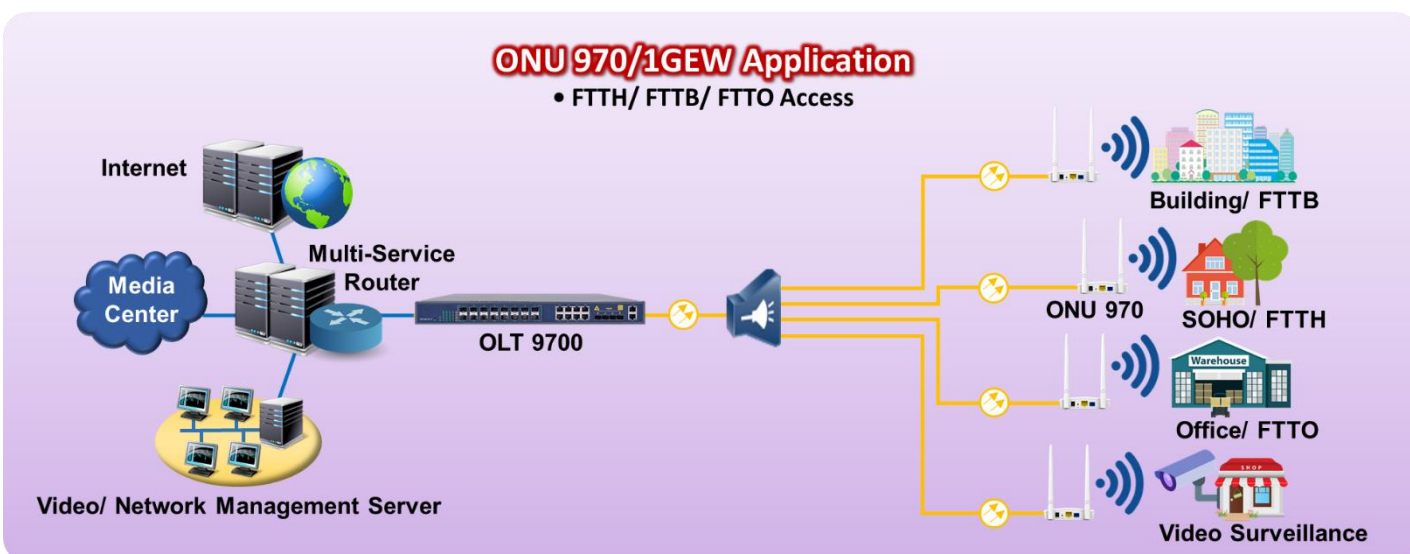 ONU 970/1GEW Application
• FTTH/ FTTB/ FTTO Access
Internet
Multi-Service
Router
Media
Center
OLT 9700
Video/ Network Management Server
Building/ FTTB
ONU 970
SOHO/ FTTH
Warehouse
Office/ FTTO
SHOP
Video Surveillance